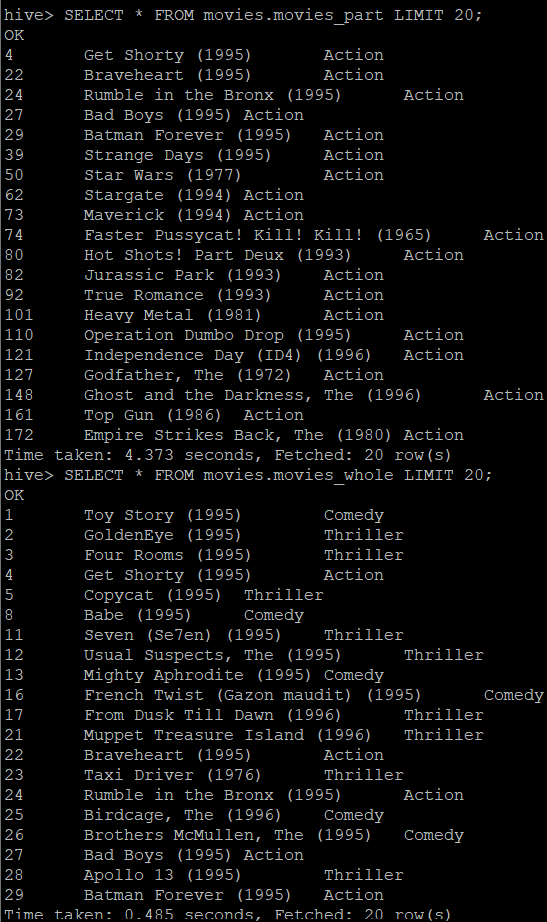 hive> SELECT * FROM movies.movies_part LIMIT 20;
OK
4	Get Shorty (1995)	Action
22	Braveheart (1995)	Action
24	Rumble in the Bronx (1995)	Action
27	Bad Boys (1995)	Action
29	Batman Forever (1995)	Action
39	Strange Days (1995)	Action
50	Star Wars (1977)	Action
62	Stargate (1994)	Action
73	Maverick (1994)	Action
74	Faster Pussycat! Kill! Kill! (1965)	Action
80	Hot Shots! Part Deux (1993)	Action
82	Jurassic Park (1993)	Action
92	True Romance (1993)	Action
101	Heavy Metal (1981)	Action
110	Operation Dumbo Drop (1995)	Action
121	Independence Day (ID4) (1996)	Action
127	Godfather, The (1972)	Action
148	Ghost and the Darkness, The (1996)	Action
161	Top Gun (1986)	Action
172	Empire Strikes Back, The (1980)	Action
Time taken: 4.373 seconds, Fetched: 20 row(s)
hive> SELECT * FROM movies.movies_whole LIMIT 20;
OK
1	Toy Story (1995)	Comedy
2	GoldenEye (1995)	Thriller
3	Four Rooms (1995)	Thriller
4	Get Shorty (1995)	Action
5	Copycat (1995)	Thriller
8	Babe (1995)	Comedy
11	Seven (Se7en) (1995)	Thriller
12	Usual Suspects, The (1995)	Thriller
13	Mighty Aphrodite (1995)	Comedy
16	French Twist (Gazon maudit) (1995)	Comedy
17	From Dusk Till Dawn (1996)	Thriller
21	Muppet Treasure Island (1996)	Thriller
22	Braveheart (1995)	Action
23	Taxi Driver (1976)	Thriller
24	Rumble in the Bronx (1995)	Action
25	Birdcage, The (1996)	Comedy
26	Brothers McMullen, The (1995)	Comedy
27	Bad Boys (1995)	Action
28	Apollo 13 (1995)	Thriller
29	Batman Forever (1995)	Action
Time taken: 0.485 seconds, Fetched: 20 row(s)